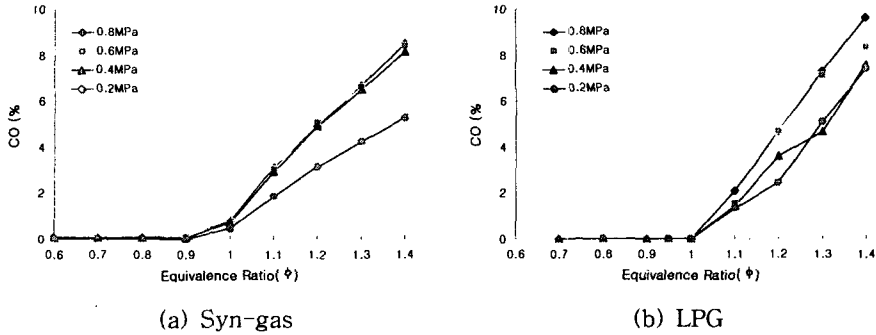 10
8
6
4
2
0
CO (%
0.8MPa
0.6MPa
0.4MPa
0.2MPa
0.6 0.7 0.8 0.9 1.0 1.1 1.2 1.3 1.4
Equivalence Ratio( ϕ)
(a) Syn-gas
10
8
6
4
2
0
CO (%
0.8MPa
0.6MPa
0.4MPa
0.2MPa
0.6 0.7 0.8 0.9 1.0 1.1 1.2 1.3 1.4
Equivalence Ratio( ϕ)
(b) LPG